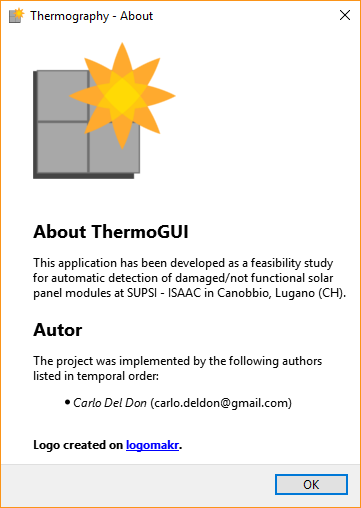 Thermography - About
About ThermoGUI
This application has been developed as a feasibility study
for automatic detection of damaged/not functional solar
panel modules at SUPSI - ISAAC in Canobbio, Lugano (CH).
Autor
The project was implemented by the following authors
listed in temporal order:
• Carlo Del Don (carlo.deldon@gmail.com)
Logo created on logomakr.
OK